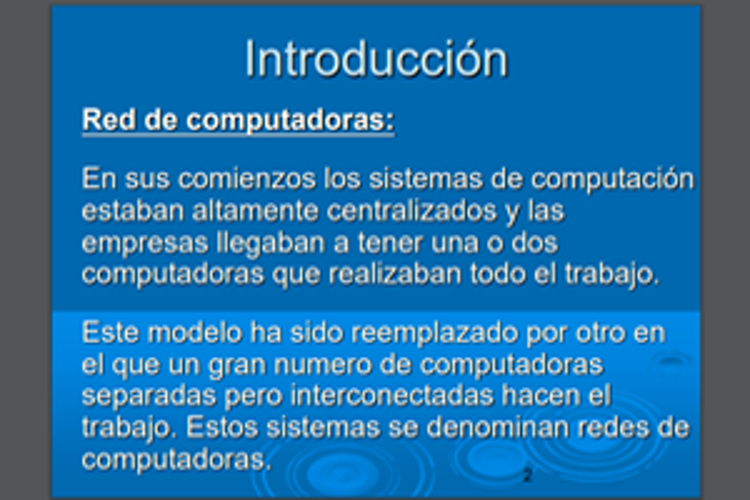 Introducción
Red de computadoras:
En sus comienzos los sistemas de computación
estaban altamente centralizados y las
empresas llegaban a tener una o dos
computadoras que realizaban todo el trabajo.
Este modelo ha sido reemplazado por otro en
el que un gran numero de computadoras
separadas pero interconectadas hacen el
trabajo. Estos sistemas se denominan redes de
computadoras.
2